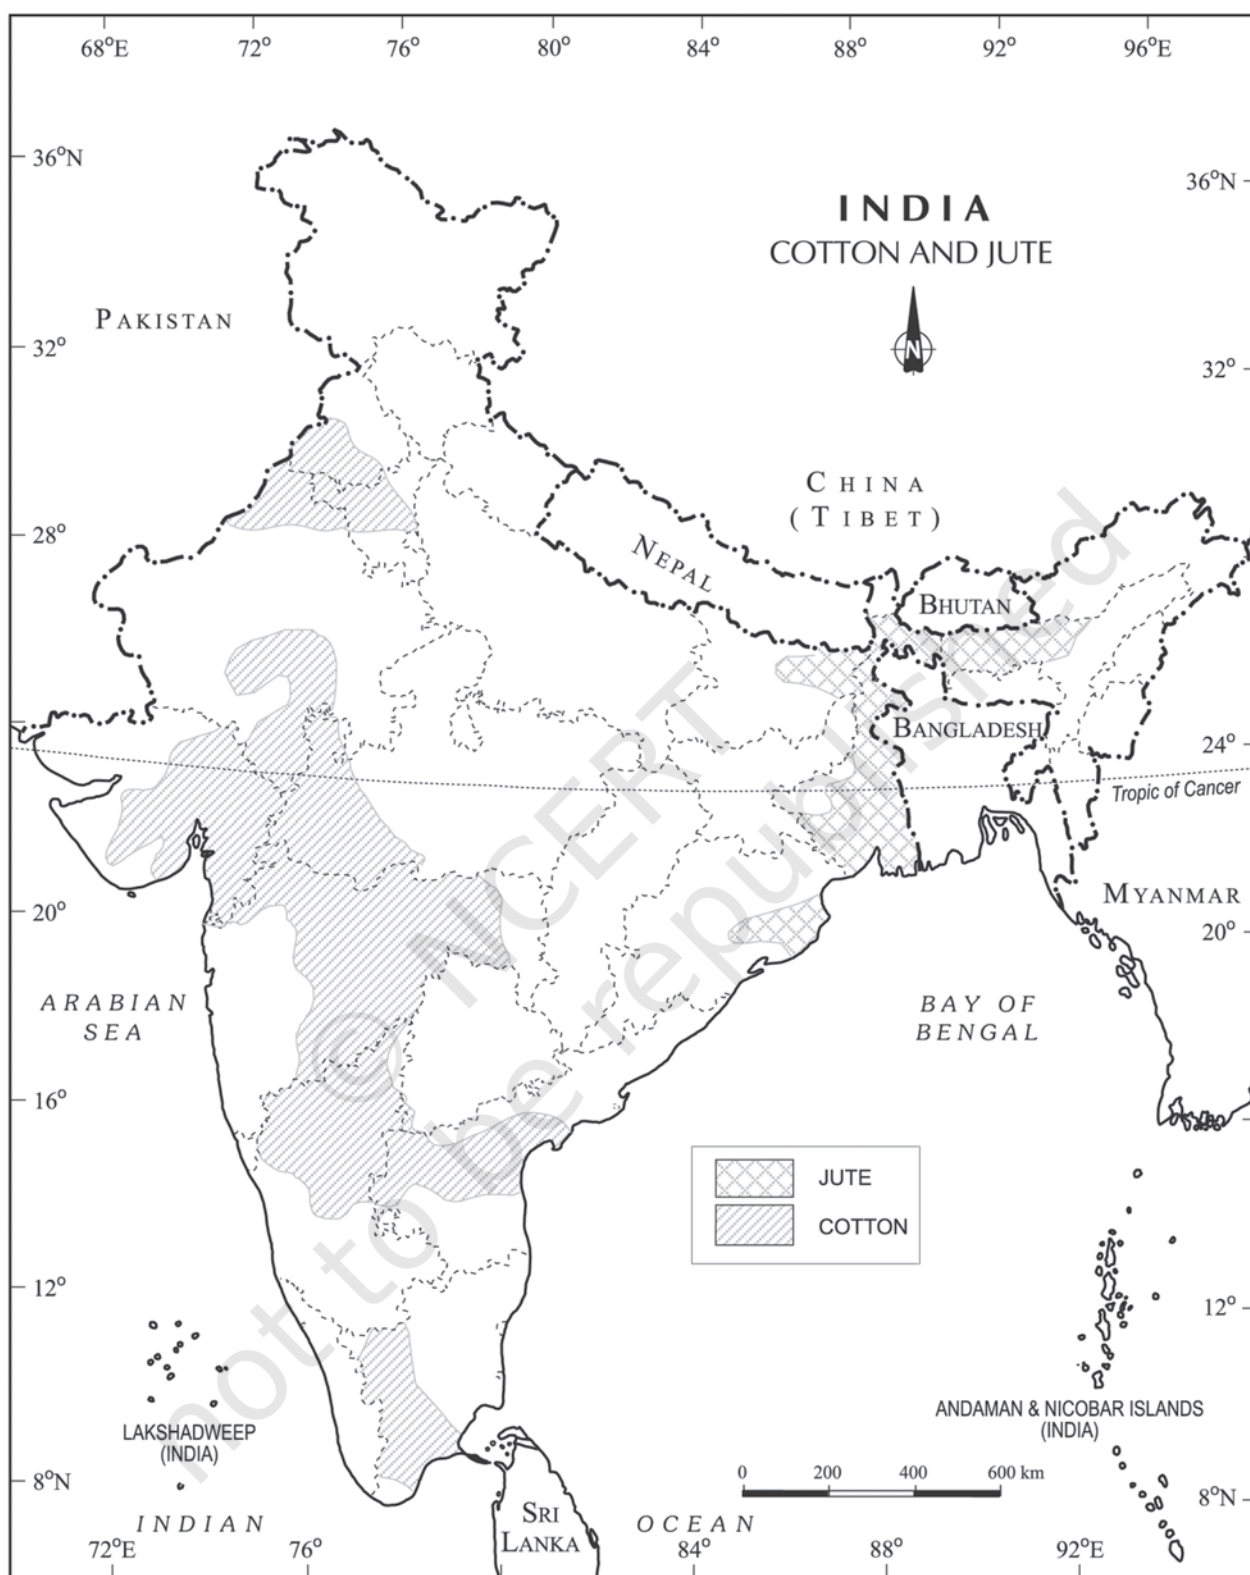 68°E 72° 76° 80° 84° 88° 92° 96°E
36°N
36°N
INDIA
COTTON AND JUTE
N
PAKISTAN
32°
32°
CHINA
(TIBET)
28°
NEPAL
BHUTAN
BANGLADESH
24°
Tropic of Cancer
MYANMAR
20°
20°
ARABIAN
SEA
BAY OF
BENGAL
16°
JUTE
COTTON
12°
12°
LAKSHADWEEP
(INDIA)
ANDAMAN & NICOBAR ISLANDS
(INDIA)
0 200 400 600 km
8°N
8°N
SRI
LANKA
INDIAN OCEAN
72°E 76° 84° 88° 92°E
© NCERT
not to be republished